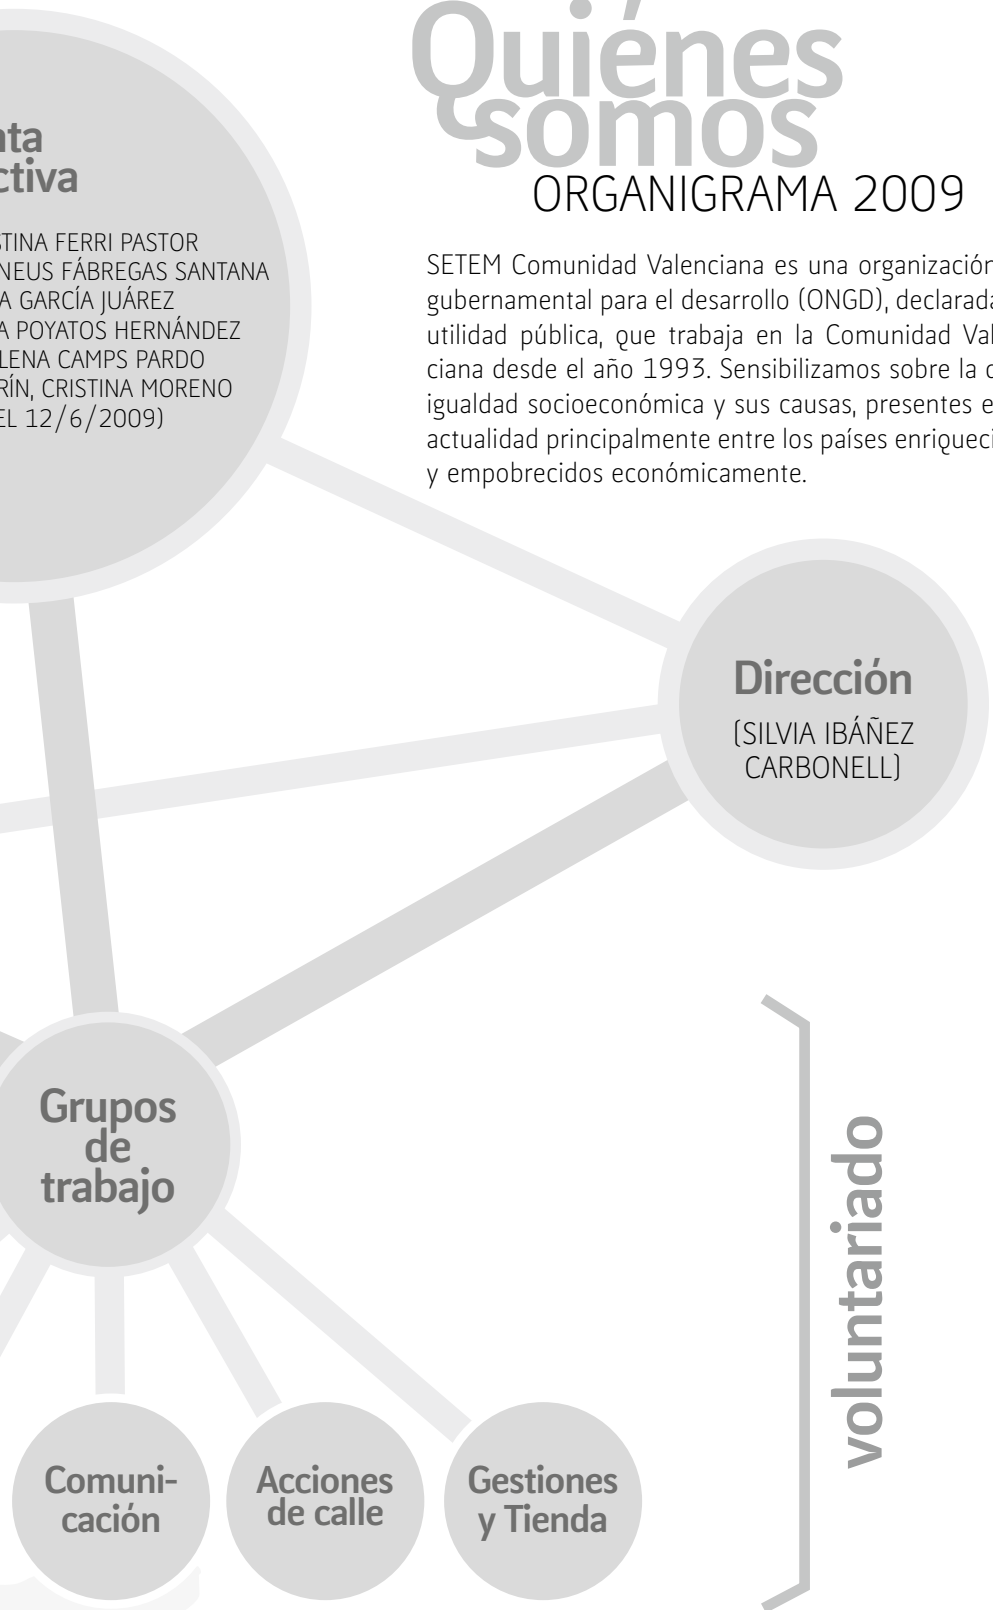 Quiénes
somos
ORGANIGRAMA 2009
SETEM Comunidad Valenciana es una organización
gubernamental para el desarrollo (ONGD), declarada
utilidad pública, que trabaja en la Comunidad Val
ciana desde el año 1993. Sensibilizamos sobre la
igualdad socioeconómica y sus causas, presentes e
actualidad principalmente entre los países enriqueci
y empobrecidos económicamente.
nta
ctiva
STINA FERRI PASTOR
NEUS FÁBREGAS SANTANA
A GARCÍA JUÁREZ
A POYATOS HERNÁNDEZ
LENA CAMPS PARDO
RÍN, CRISTINA MORENO
EL 12/6/2009)
Dirección
(SILVIA IBÁÑEZ
CARBONELL)
Grupos
de
trabajo
Comuni-
cación
Acciones
de calle
Gestiones
y Tienda
voluntariado